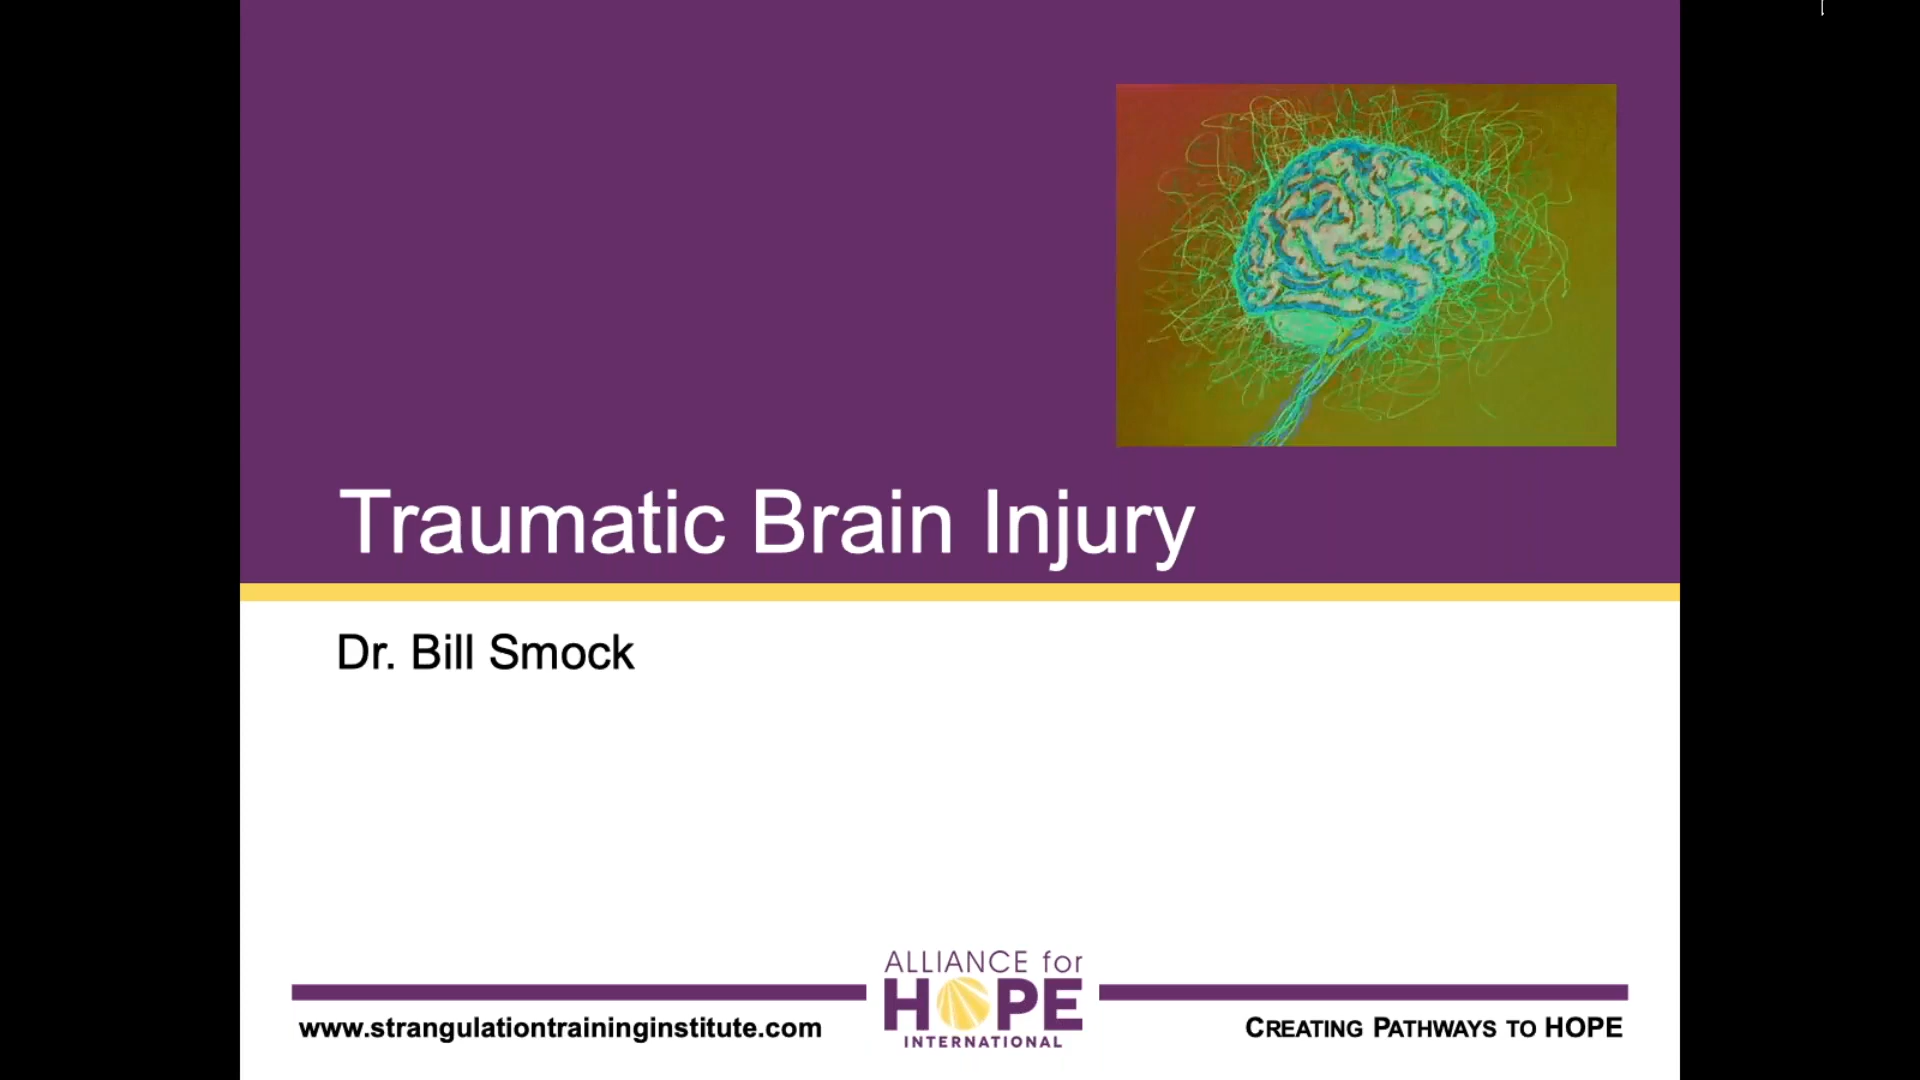 Traumatic Brain Injury
Dr. Bill Smock
ALLIANCE for
HOPE
INTERNATIONAL
www.strangulationtraininginstitute.com
CREATING PATHWAYS TO HOPE